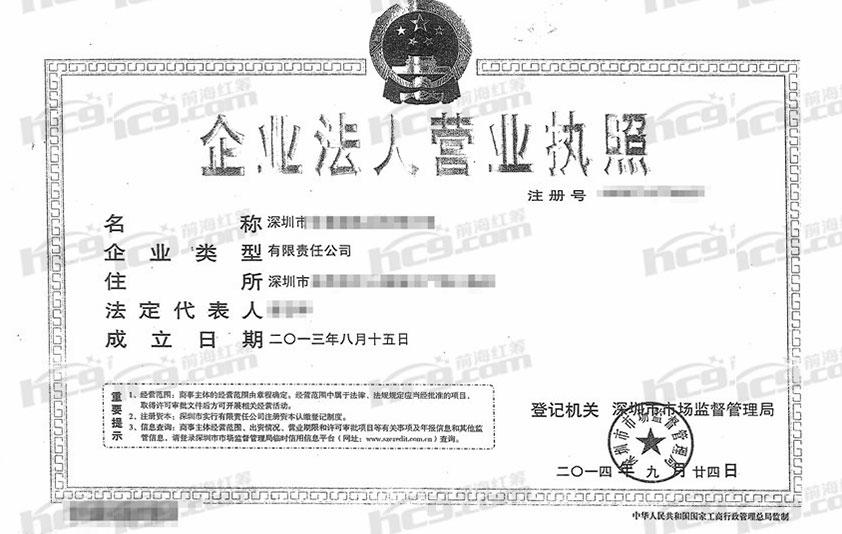 企业法人营业执照
注册号
名称 深圳市
企业类型 有限责任公司
住所 深圳市
法定代表人
成立日期 二〇一三年八月十五日
重要提示
1、经营范围：商事主体的经营范围由章程确定。经营范围中属于法律、法规规定应当经批准的项目，
取得许可审批文件后方可开展相关经营活动。
2、注册资本：深圳市实行有限责任公司注册资本认缴登记制度。
3、信息查询：商事主体经营范围、出资情况、营业期限和许可审批项目等有关事项及年报信息和其他监
管信息，请登录深圳市市场监督管理局临时信用信息平台（网址：www.szcredit.com.cn）查询。
登记机关 深圳市市场监督管理局
深圳市市场监督管理局
二〇一四年九月廿四日
中华人民共和国国家工商行政管理总局监制
hc9i.com 前海红筹